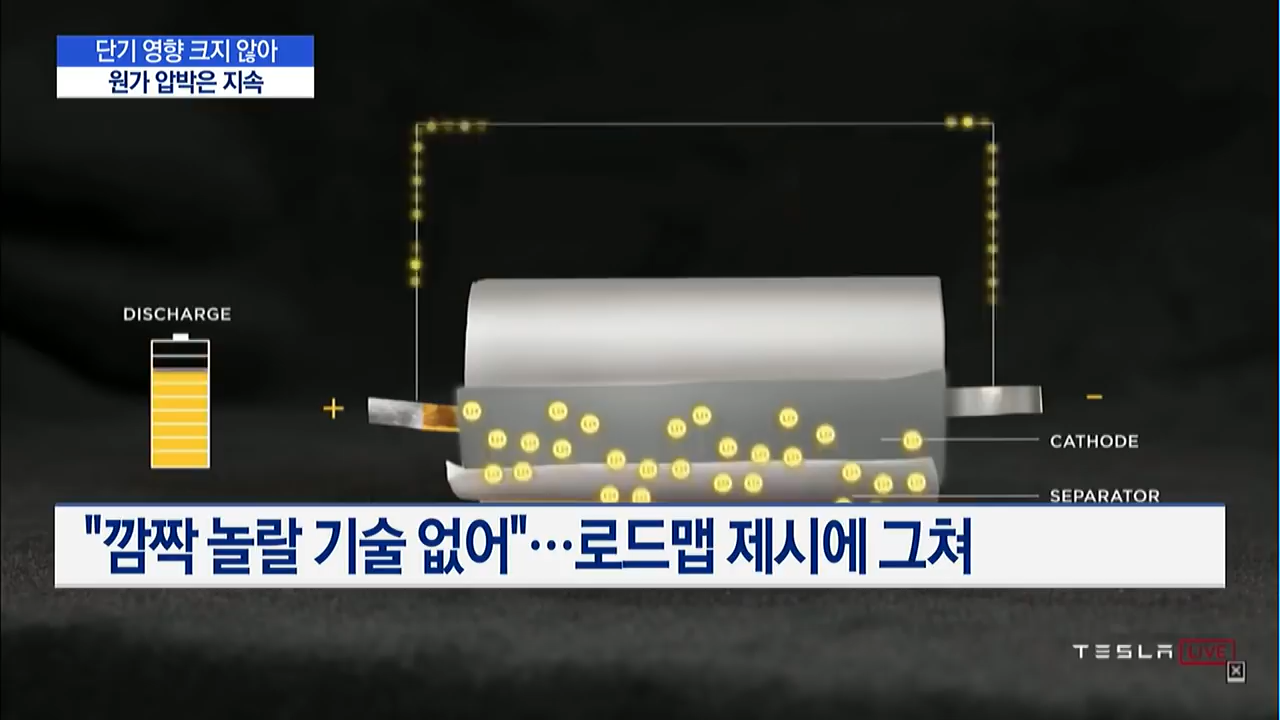 단기 영향 크지 않아
원가 압박은 지속
DISCHARGE
+
-
CATHODE
SEPARATOR
"깜짝 놀랄 기술 없어"…로드맵 제시에 그쳐
TESLA LIVE